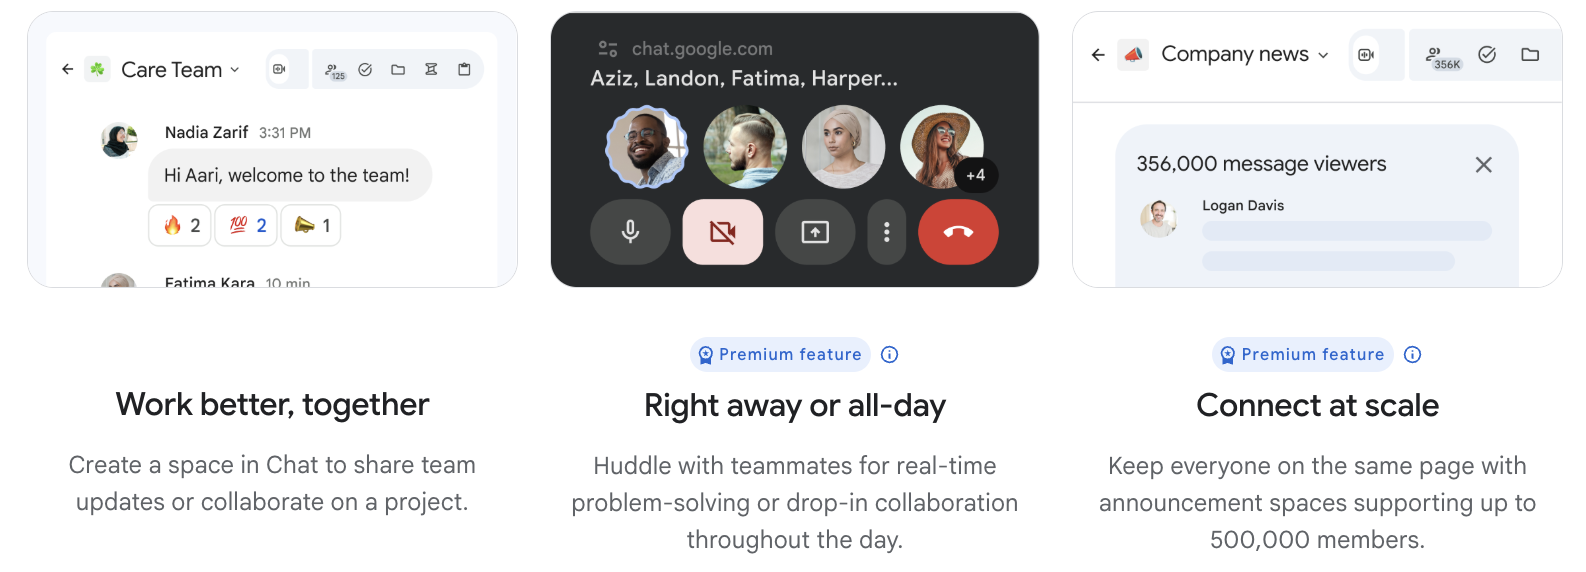 Care Team
125
Nadia Zarif 3:31 PM
Hi Aari, welcome to the team!
2
2
1
Fatima Kara 10 min
Work better, together
Create a space in Chat to share team
updates or collaborate on a project.
chat.google.com
Aziz, Landon, Fatima, Harper...
+4
Premium feature
Right away or all-day
Huddle with teammates for real-time
problem-solving or drop-in collaboration
throughout the day.
Company news
356K
356,000 message viewers
Logan Davis
Premium feature
Connect at scale
Keep everyone on the same page with
announcement spaces supporting up to
500,000 members.